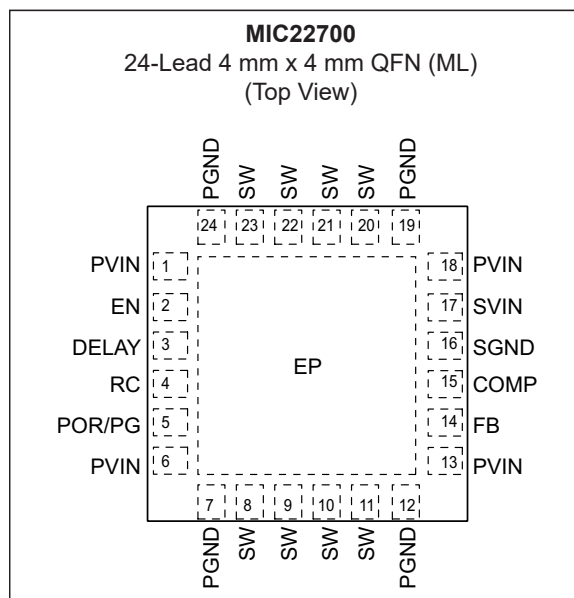 MIC22700
24-Lead 4 mm x 4 mm QFN (ML)
(Top View)
PGND SW SW SW SW PGND
24 23 22 21 20 19
PVIN 1 18 PVIN
EN 2 17 SVIN
DELAY 3 16 SGND
RC 4 15 COMP
POR/PG 5 14 FB
PVIN 6 13 PVIN
EP
7 8 9 10 11 12
PGND SW SW SW SW PGND